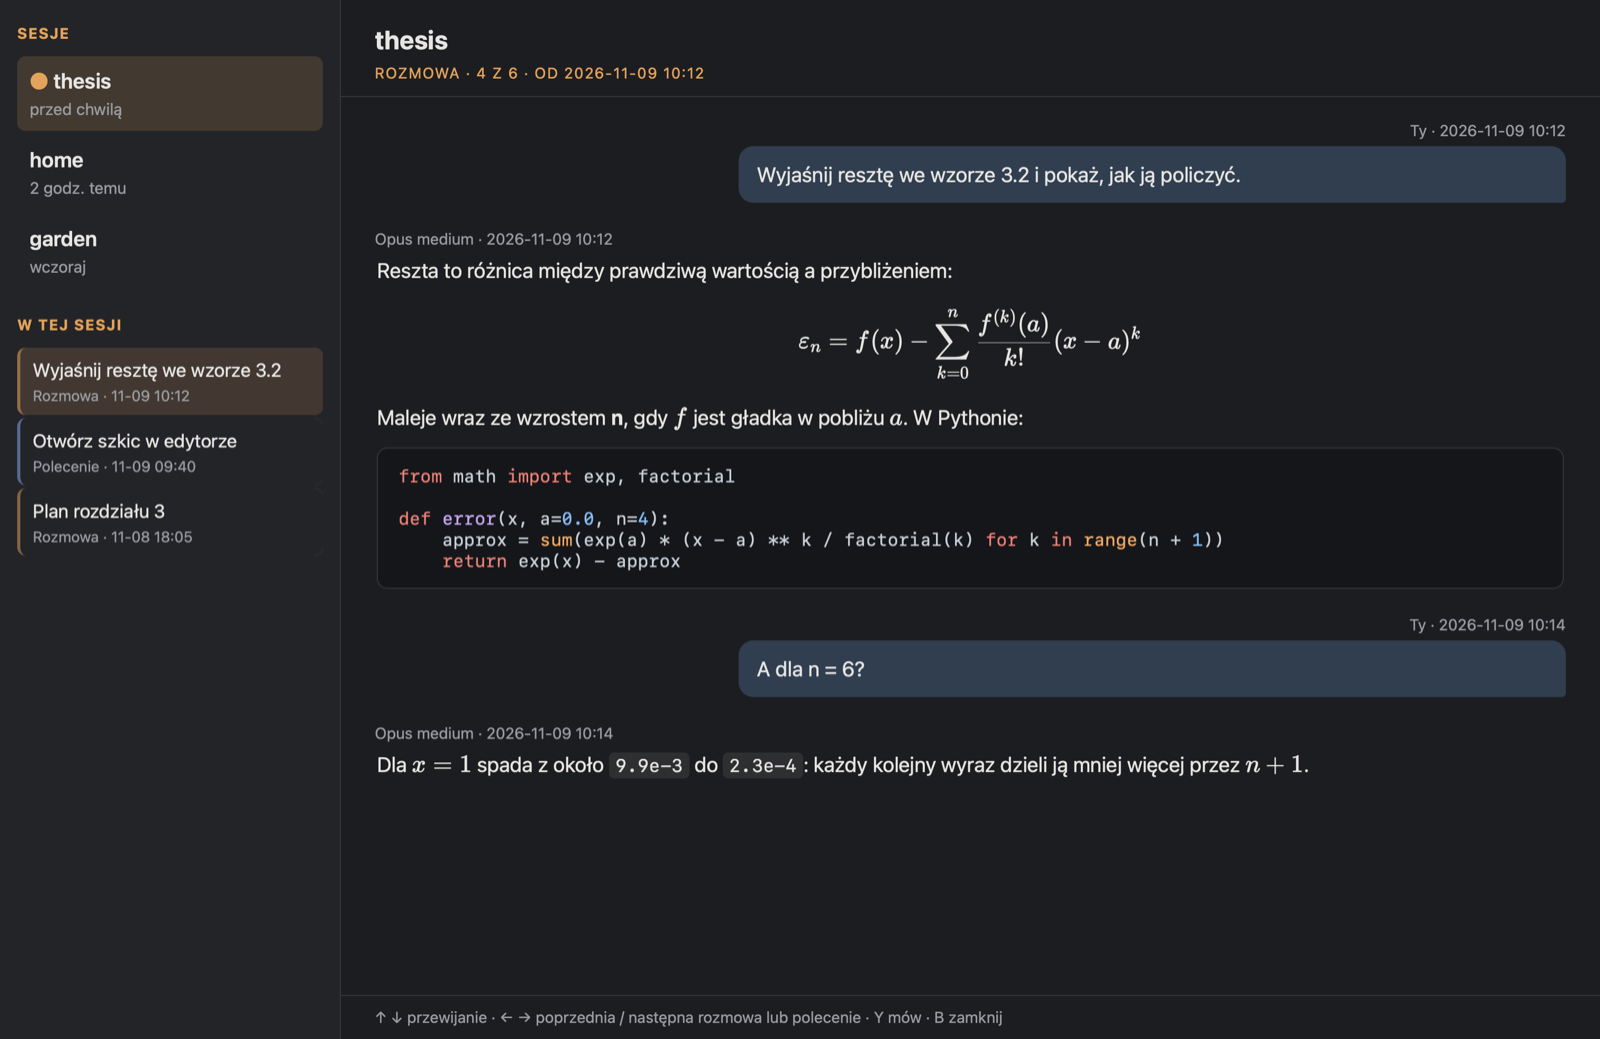 SESJE
thesis
przed chwilą
home
2 godz. temu
garden
wczoraj
W TEJ SESJI
Wyjaśnij resztę we wzorze 3.2
Rozmowa · 11-09 10:12
Otwórz szkic w edytorze
Polecenie · 11-09 09:40
Plan rozdziału 3
Rozmowa · 11-08 18:05
thesis
ROZMOWA · 4 Z 6 · OD 2026-11-09 10:12
Ty · 2026-11-09 10:12
Wyjaśnij resztę we wzorze 3.2 i pokaż, jak ją policzyć.
Opus medium · 2026-11-09 10:12
Reszta to różnica między prawdziwą wartością a przybliżeniem:
εₙ = f(x) − ∑_{k=0}^{n} f^{(k)}(a)/k! (x − a)^k
Maleje wraz ze wzrostem n, gdy f jest gładka w pobliżu a. W Pythonie:
from math import exp, factorial
def error(x, a=0.0, n=4):
    approx = sum(exp(a) * (x - a) ** k / factorial(k) for k in range(n + 1))
    return exp(x) - approx
Ty · 2026-11-09 10:14
A dla n = 6?
Opus medium · 2026-11-09 10:14
Dla x = 1 spada z około 9.9e-3 do 2.3e-4: każdy kolejny wyraz dzieli ją mniej więcej przez n + 1.
↑ ↓ przewijanie · ← → poprzednia / następna rozmowa lub polecenie · Y mów · B zamknij